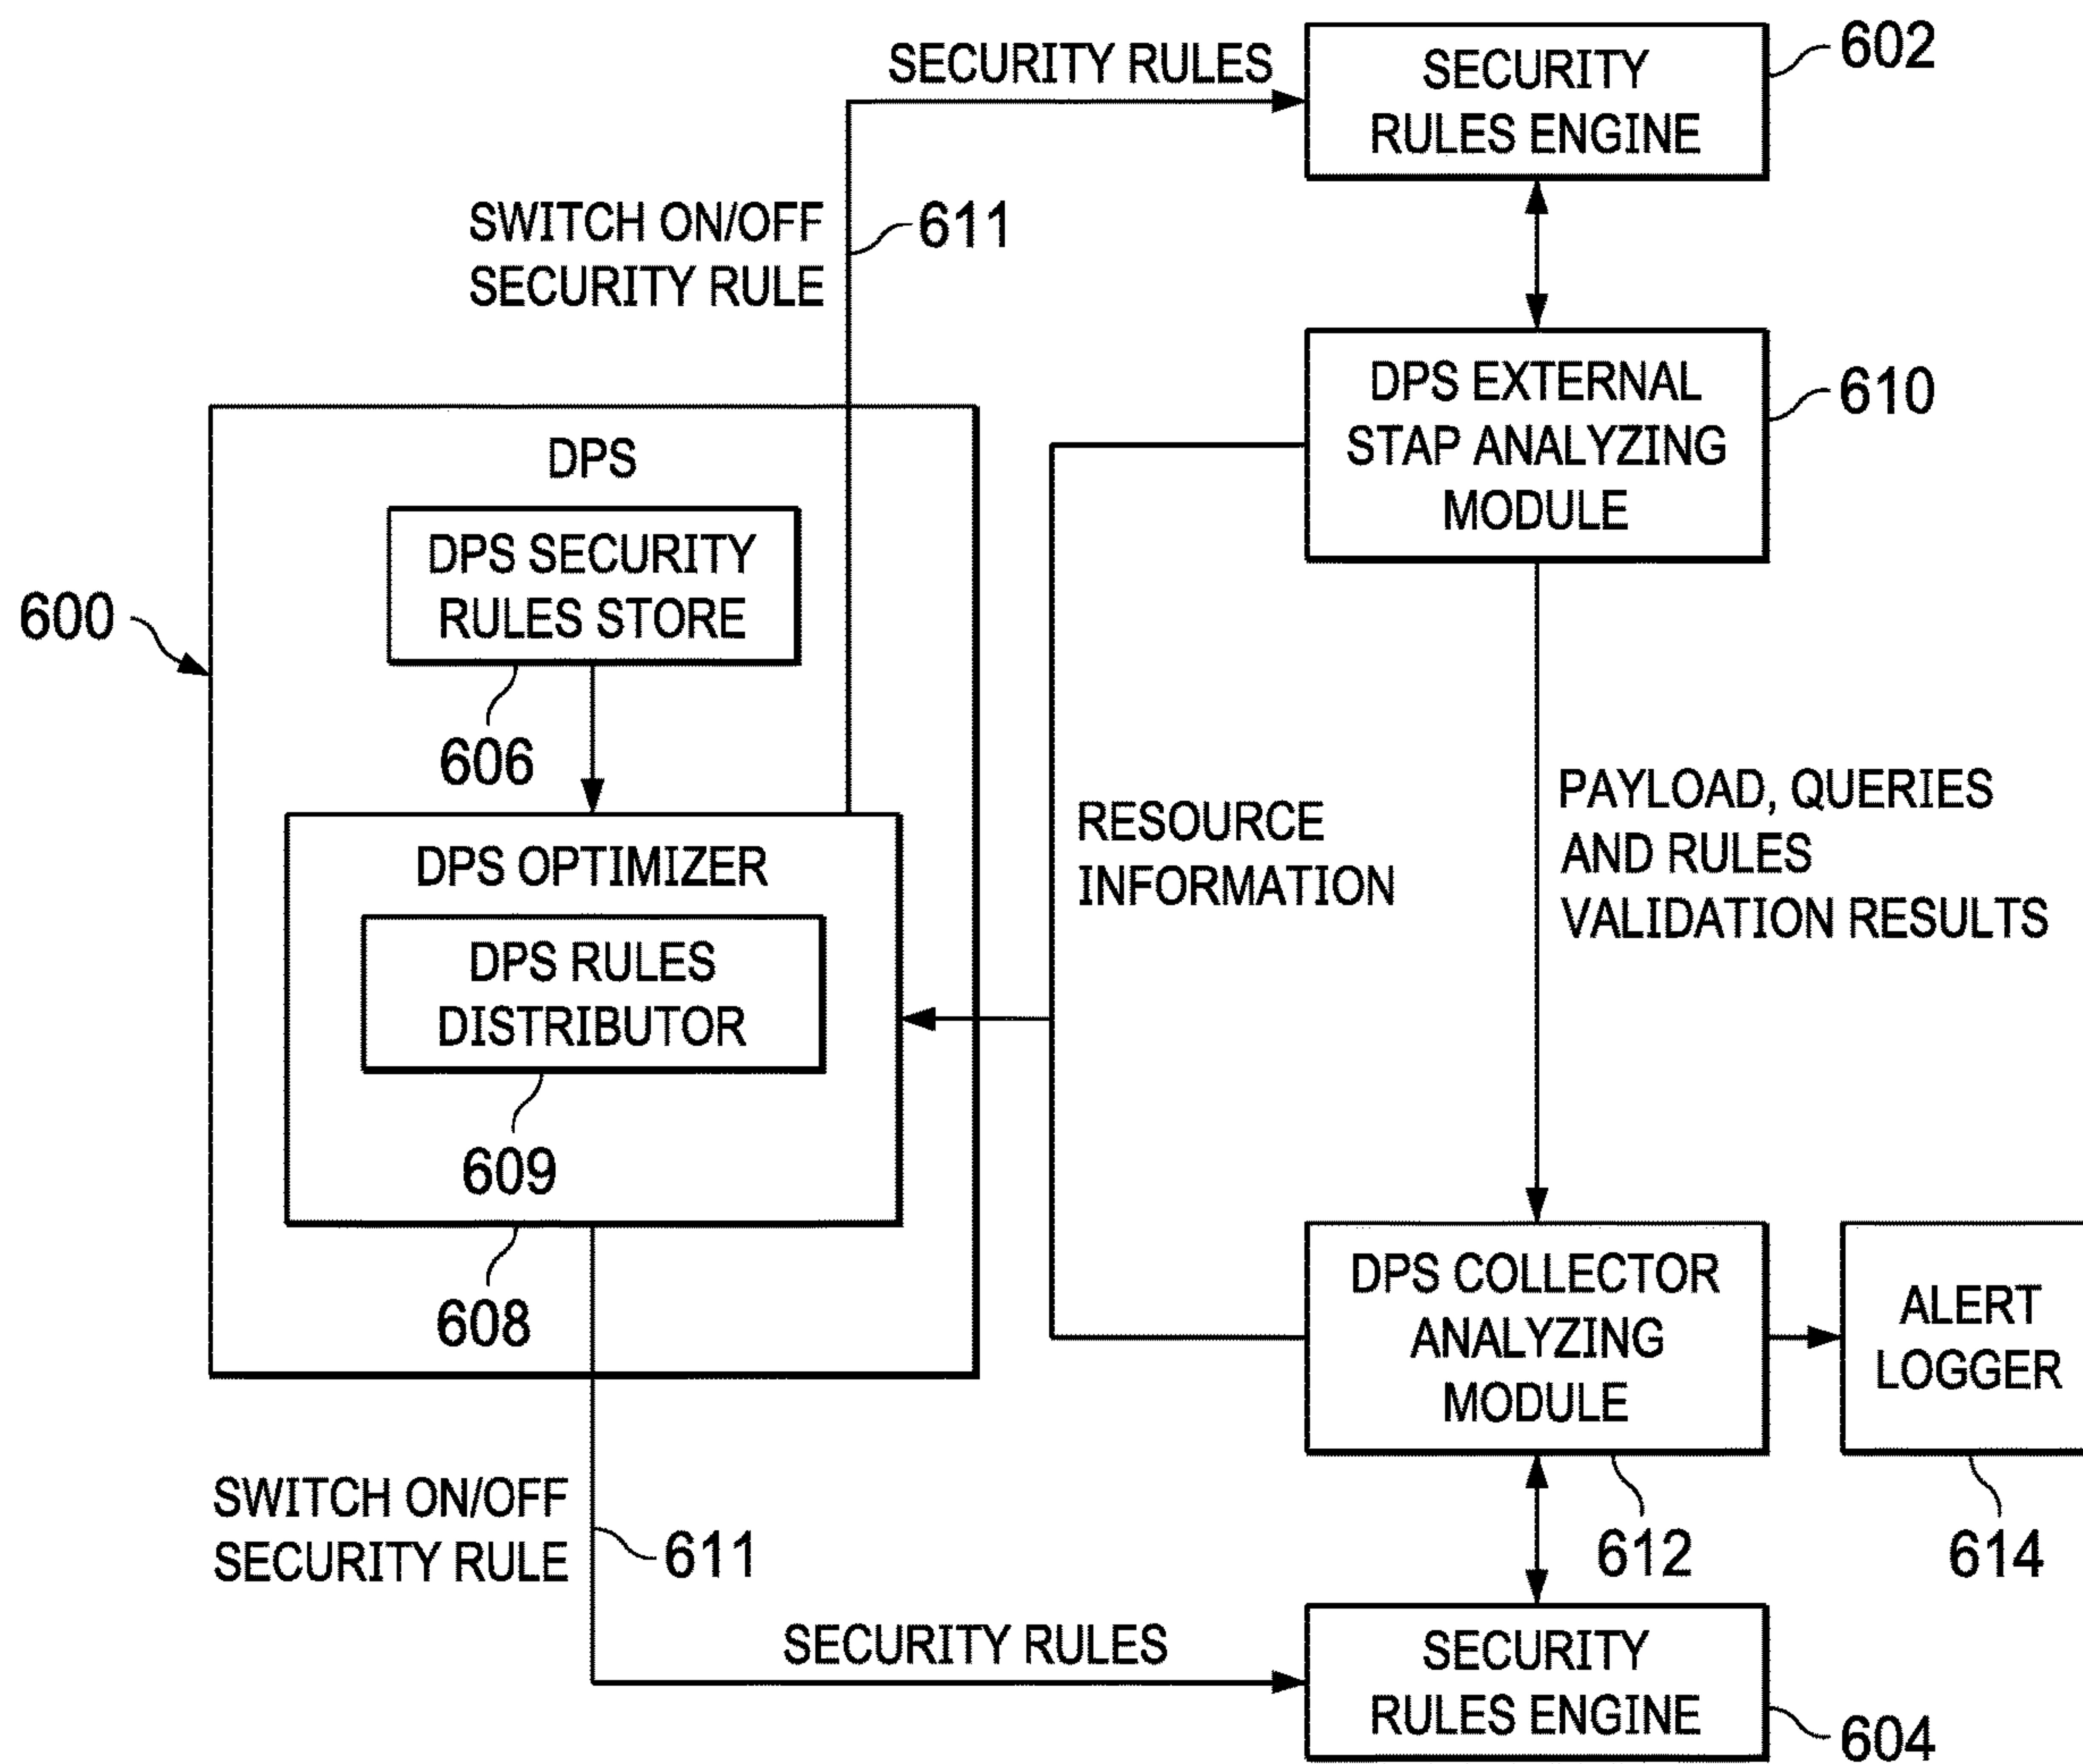 SECURITY RULES
SECURITY
RULES ENGINE
602
SWITCH ON/OFF
SECURITY RULE
611
DPS EXTERNAL
STAP ANALYZING
MODULE
610
DPS
DPS SECURITY
RULES STORE
600
606
DPS OPTIMIZER
DPS RULES
DISTRIBUTOR
609
608
RESOURCE
INFORMATION
PAYLOAD, QUERIES
AND RULES
VALIDATION RESULTS
DPS COLLECTOR
ANALYZING
MODULE
612
ALERT
LOGGER
614
SWITCH ON/OFF
SECURITY RULE
611
SECURITY RULES
SECURITY
RULES ENGINE
604